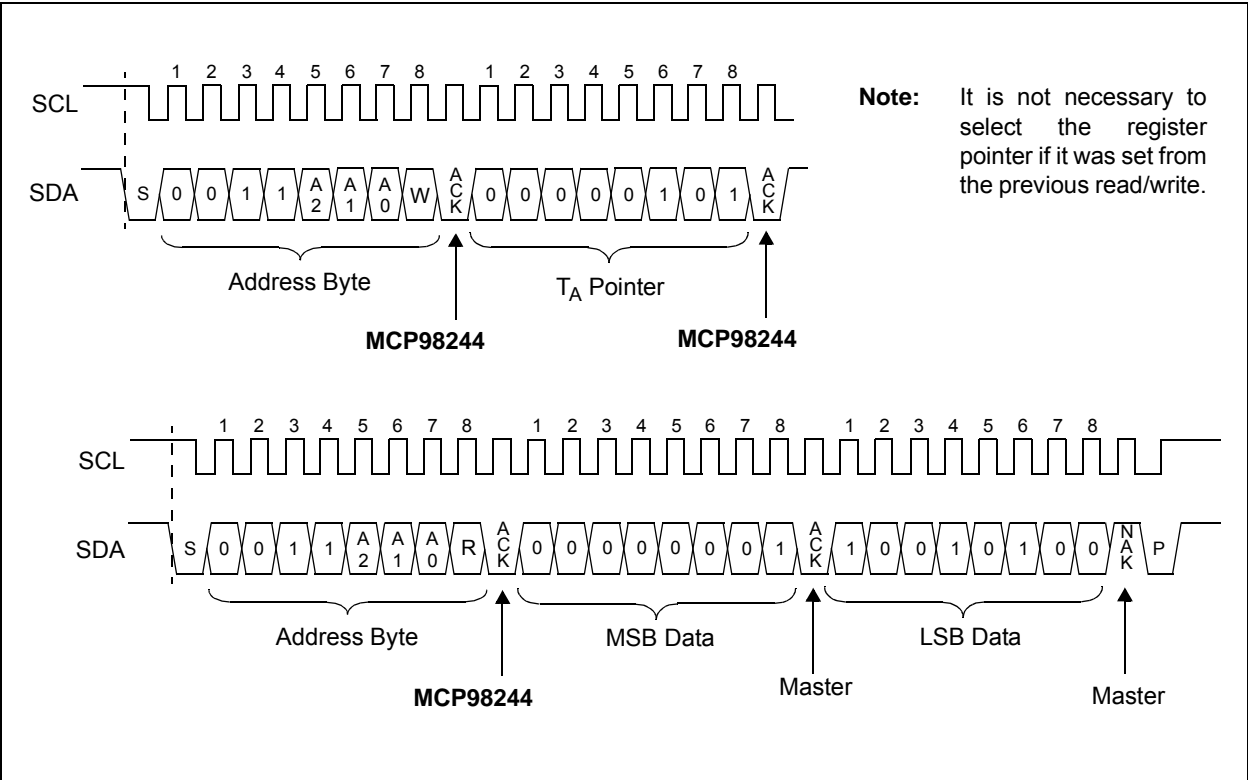 1 2 3 4 5 6 7 8 1 2 3 4 5 6 7 8
SCL
SDA
S 0 0 1 1 A2 A1 A0 W ACK 0 0 0 0 0 1 0 1 ACK
Address Byte
TA Pointer
MCP98244
MCP98244
Note: It is not necessary to
select the register
pointer if it was set from
the previous read/write.
1 2 3 4 5 6 7 8 1 2 3 4 5 6 7 8 1 2 3 4 5 6 7 8
SCL
SDA
S 0 0 1 1 A2 A1 A0 R ACK 0 0 0 0 0 0 0 1 ACK 1 0 0 1 0 1 0 0 NAK P
Address Byte
MSB Data
LSB Data
MCP98244
Master
Master